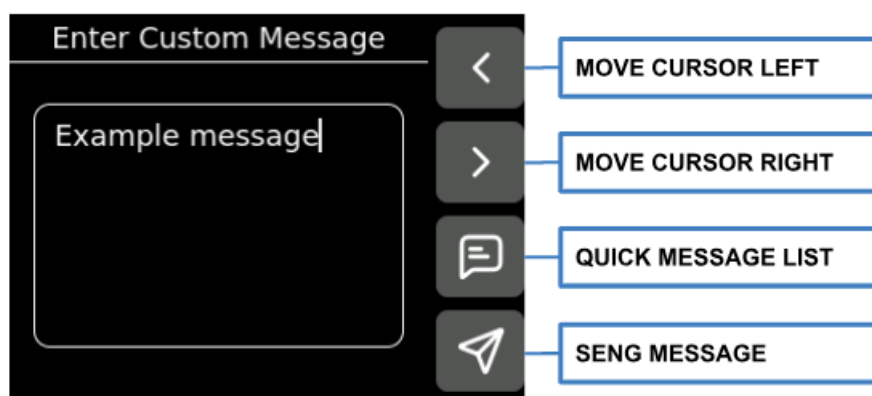 Enter Custom Message
Example message
MOVE CURSOR LEFT
MOVE CURSOR RIGHT
QUICK MESSAGE LIST
SENG MESSAGE